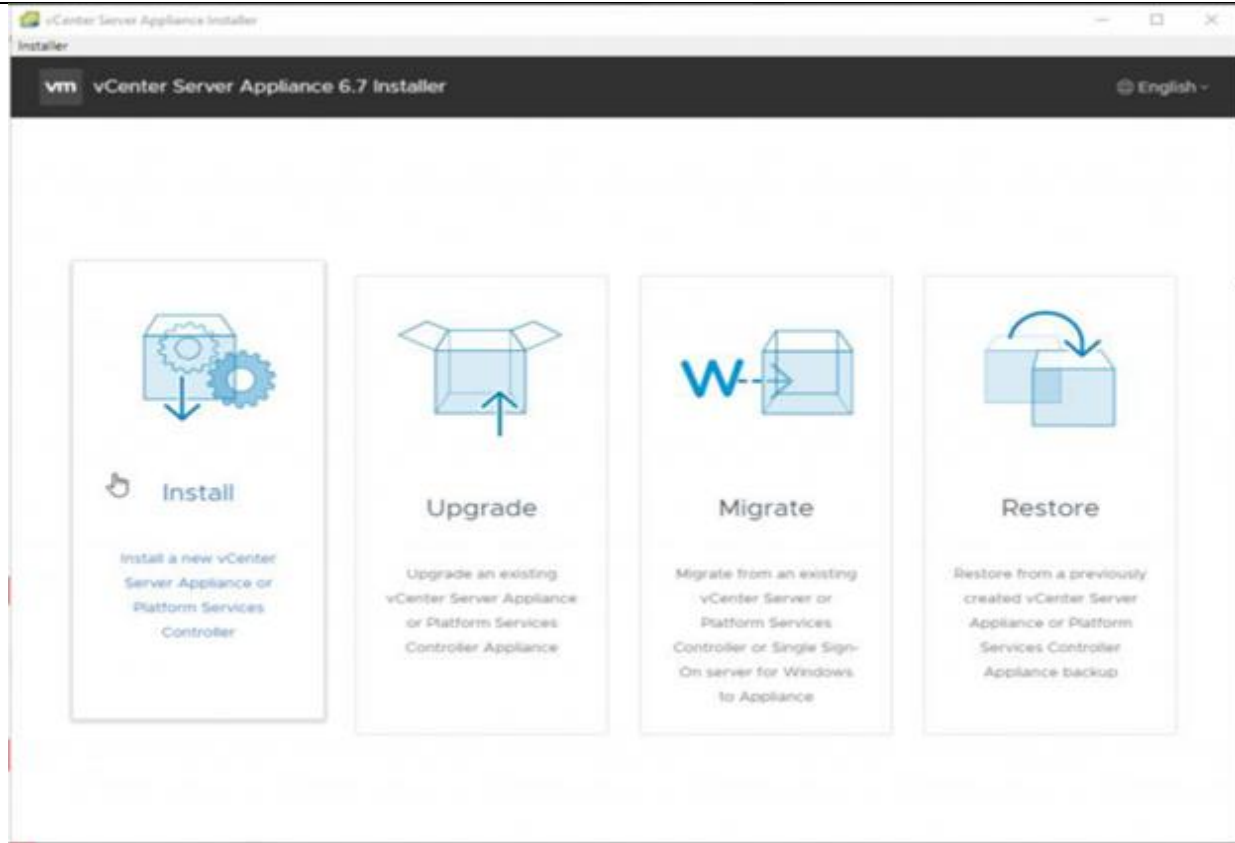 vCenter Server Appliance Installer
Installer
vm vCenter Server Appliance 6.7 Installer
English
Install
Install a new vCenter
Server Appliance or
Platform Services
Controller
Upgrade
Upgrade an existing
vCenter Server Appliance
or Platform Services
Controller Appliance
W
Migrate
Migrate from an existing
vCenter Server or
Platform Services
Controller or Single Sign-
On server for Windows
to Appliance
Restore
Restore from a previously
created vCenter Server
Appliance or Platform
Services Controller
Appliance backup